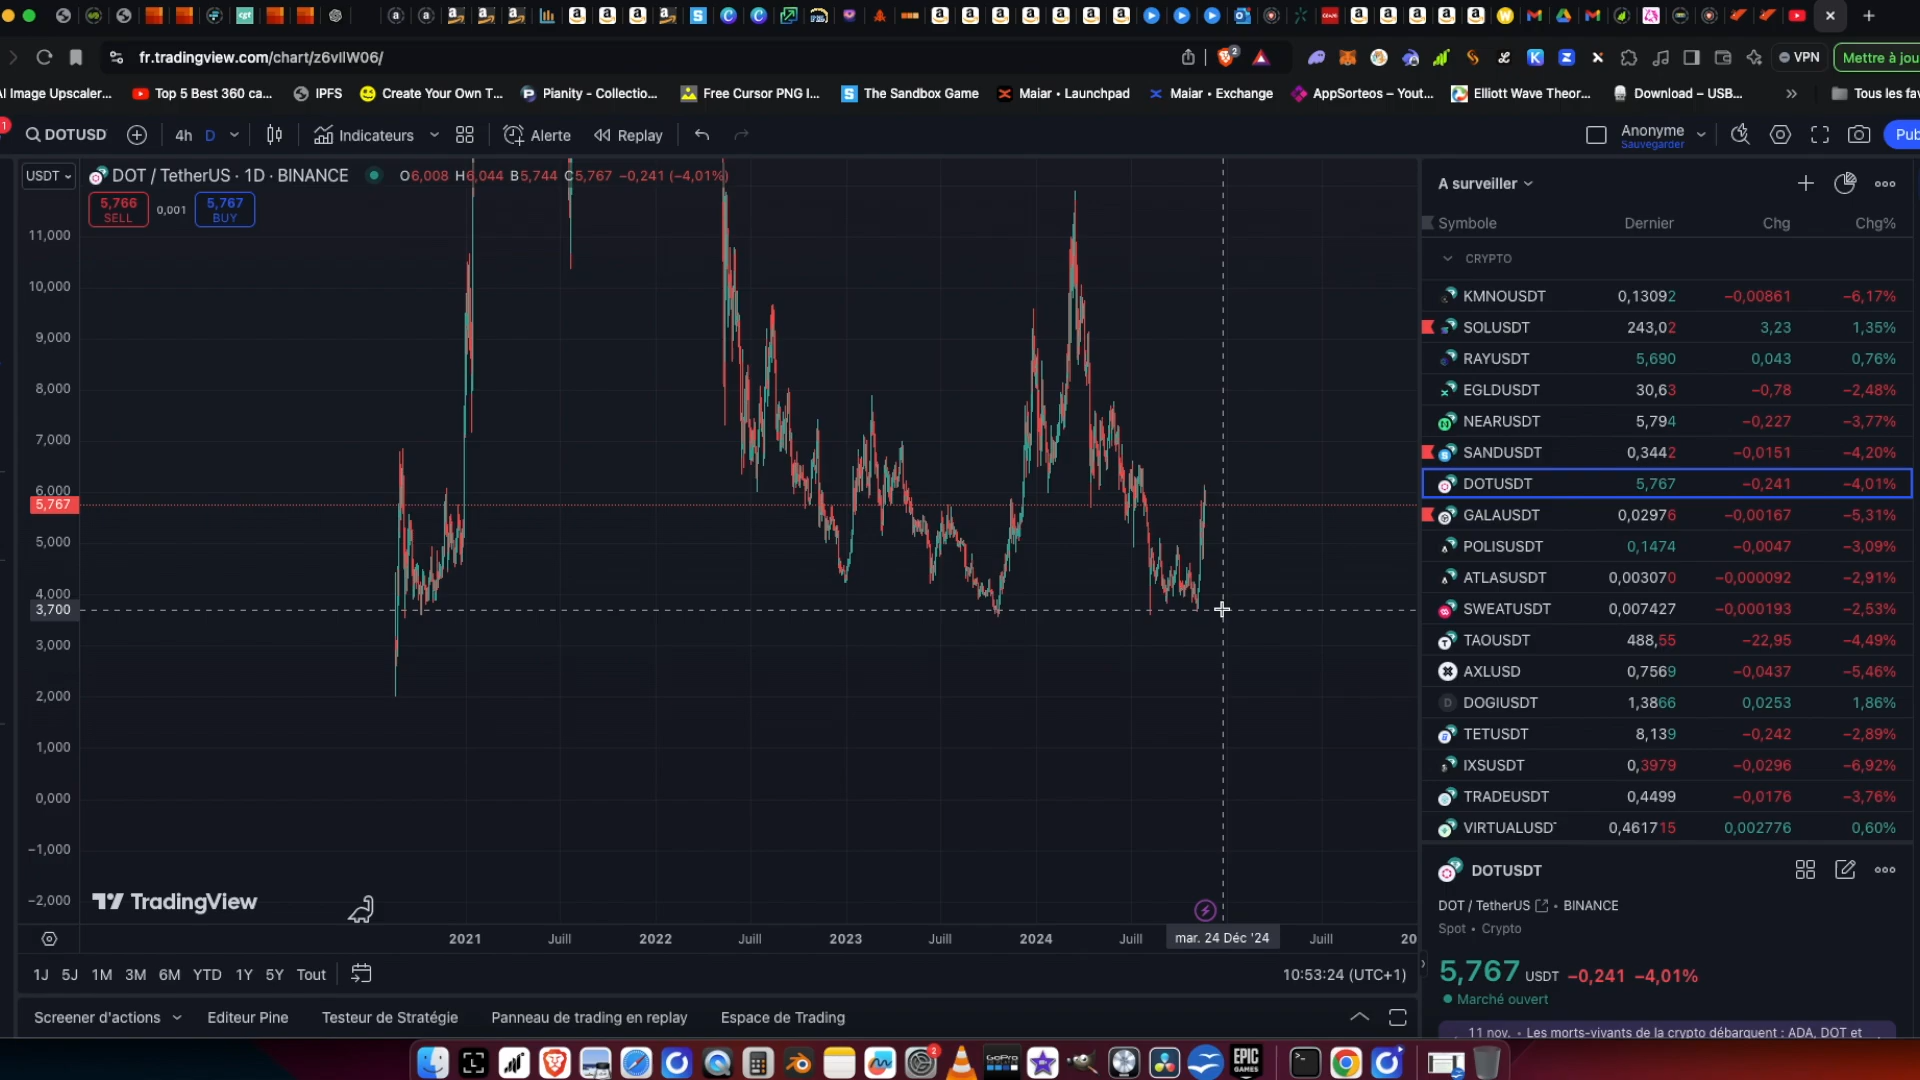 fr.tradingview.com/chart/z6vIlW06/
2
VPN
Mettre à jou
AI Image Upscaler...
Top 5 Best 360 ca...
IPFS
Create Your Own T...
Pianity - Collectio...
Free Cursor PNG I...
The Sandbox Game
Maiar • Launchpad
Maiar • Exchange
AppSorteos – Yout...
Elliott Wave Theor...
Download – USB...
»
Tous les fav
1
DOTUSD
4h
D
Indicateurs
Alerte
Replay
Anonyme
Sauvegarder
Pub
USDT
DOT / TetherUS · 1D · BINANCE
O6,008 H6,044 B5,744 C5,767 −0,241 (−4,01%)
5,766
SELL
0,001
5,767
BUY
11,000
10,000
9,000
8,000
7,000
6,000
5,767
5,000
4,000
3,700
3,000
2,000
1,000
0,000
−1,000
−2,000
TradingView
2021
Juill
2022
Juill
2023
Juill
2024
Juill
mar. 24 Déc '24
Juill
20
1J
5J
1M
3M
6M
YTD
1Y
5Y
Tout
10:53:24 (UTC+1)
Screener d'actions
Editeur Pine
Testeur de Stratégie
Panneau de trading en replay
Espace de Trading
A surveiller
Symbole Dernier Chg Chg%
CRYPTO
KMNOUSDT 0,13092 −0,00861 −6,17%
SOLUSDT 243,02 3,23 1,35%
RAYUSDT 5,690 0,043 0,76%
EGLDUSDT 30,63 −0,78 −2,48%
NEARUSDT 5,794 −0,227 −3,77%
SANDUSDT 0,3442 −0,0151 −4,20%
DOTUSDT 5,767 −0,241 −4,01%
GALAUSDT 0,02976 −0,00167 −5,31%
POLISUSDT 0,1474 −0,0047 −3,09%
ATLASUSDT 0,003070 −0,000092 −2,91%
SWEATUSDT 0,007427 −0,000193 −2,53%
TAOUSDT 488,55 −22,95 −4,49%
AXLUSD 0,7569 −0,0437 −5,46%
DOGIUSDT 1,3866 0,0253 1,86%
TETUSDT 8,139 −0,242 −2,89%
IXSUSDT 0,3979 −0,0296 −6,92%
TRADEUSDT 0,4499 −0,0176 −3,76%
VIRTUALUSDT 0,461715 0,002776 0,60%
DOTUSDT
DOT / TetherUS • BINANCE
Spot • Crypto
5,767 USDT −0,241 −4,01%
Marché ouvert
11 nov. • Les morts-vivants de la crypto débarquent : ADA, DOT et
2
GoPro
EPIC
GAMES